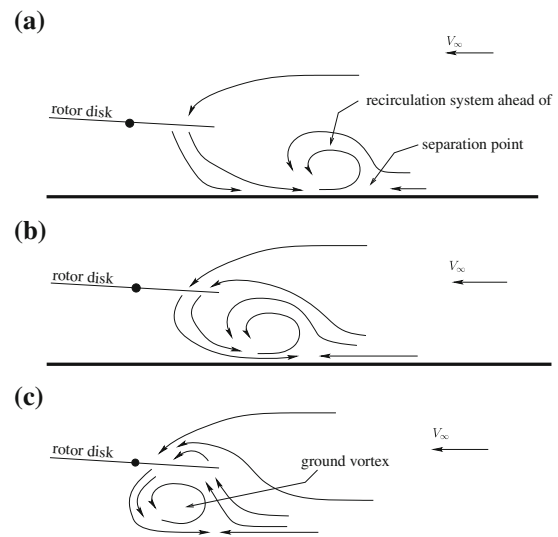 (a)
V∞
rotor disk
recirculation system ahead of
separation point
(b)
V∞
rotor disk
(c)
V∞
rotor disk
ground vortex